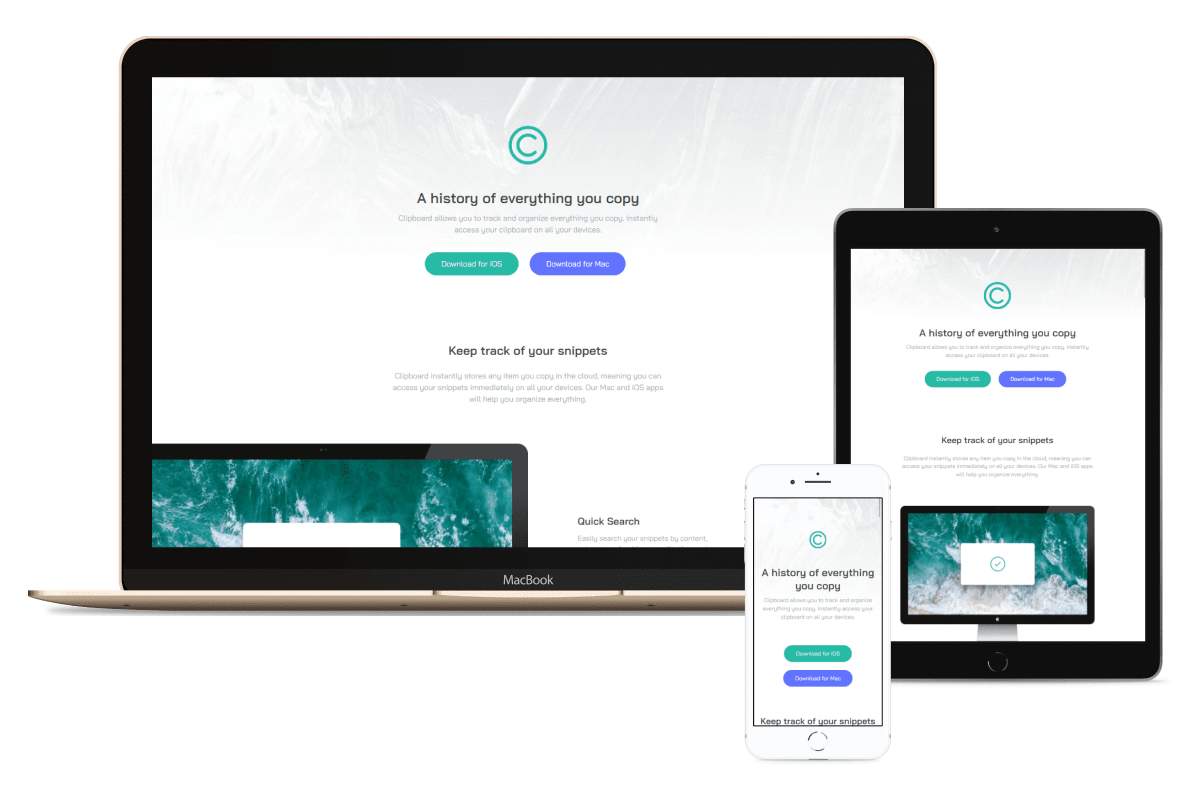 ©
A history of everything you copy
Clipboard allows you to track and organize everything you copy. Instantly
access your clipboard on all your devices.
Download for iOS
Download for Mac
Keep track of your snippets
Clipboard instantly stores any item you copy in the cloud, meaning you can
access your snippets immediately on all your devices. Our Mac and iOS apps
will help you organize everything.
Quick Search
Easily search your snippets by content,
MacBook
©
A history of everything you copy
Clipboard allows you to track and organize everything you copy. Instantly
access your clipboard on all your devices.
Download for iOS
Download for Mac
Keep track of your snippets
Clipboard instantly stores any item you copy in the cloud, meaning you can
access your snippets immediately on all your devices. Our Mac and iOS apps
will help you organize everything.
©
A history of everything
you copy
Clipboard allows you to track and organize
everything you copy. Instantly access your
clipboard on all your devices.
Download for iOS
Download for Mac
Keep track of your snippets